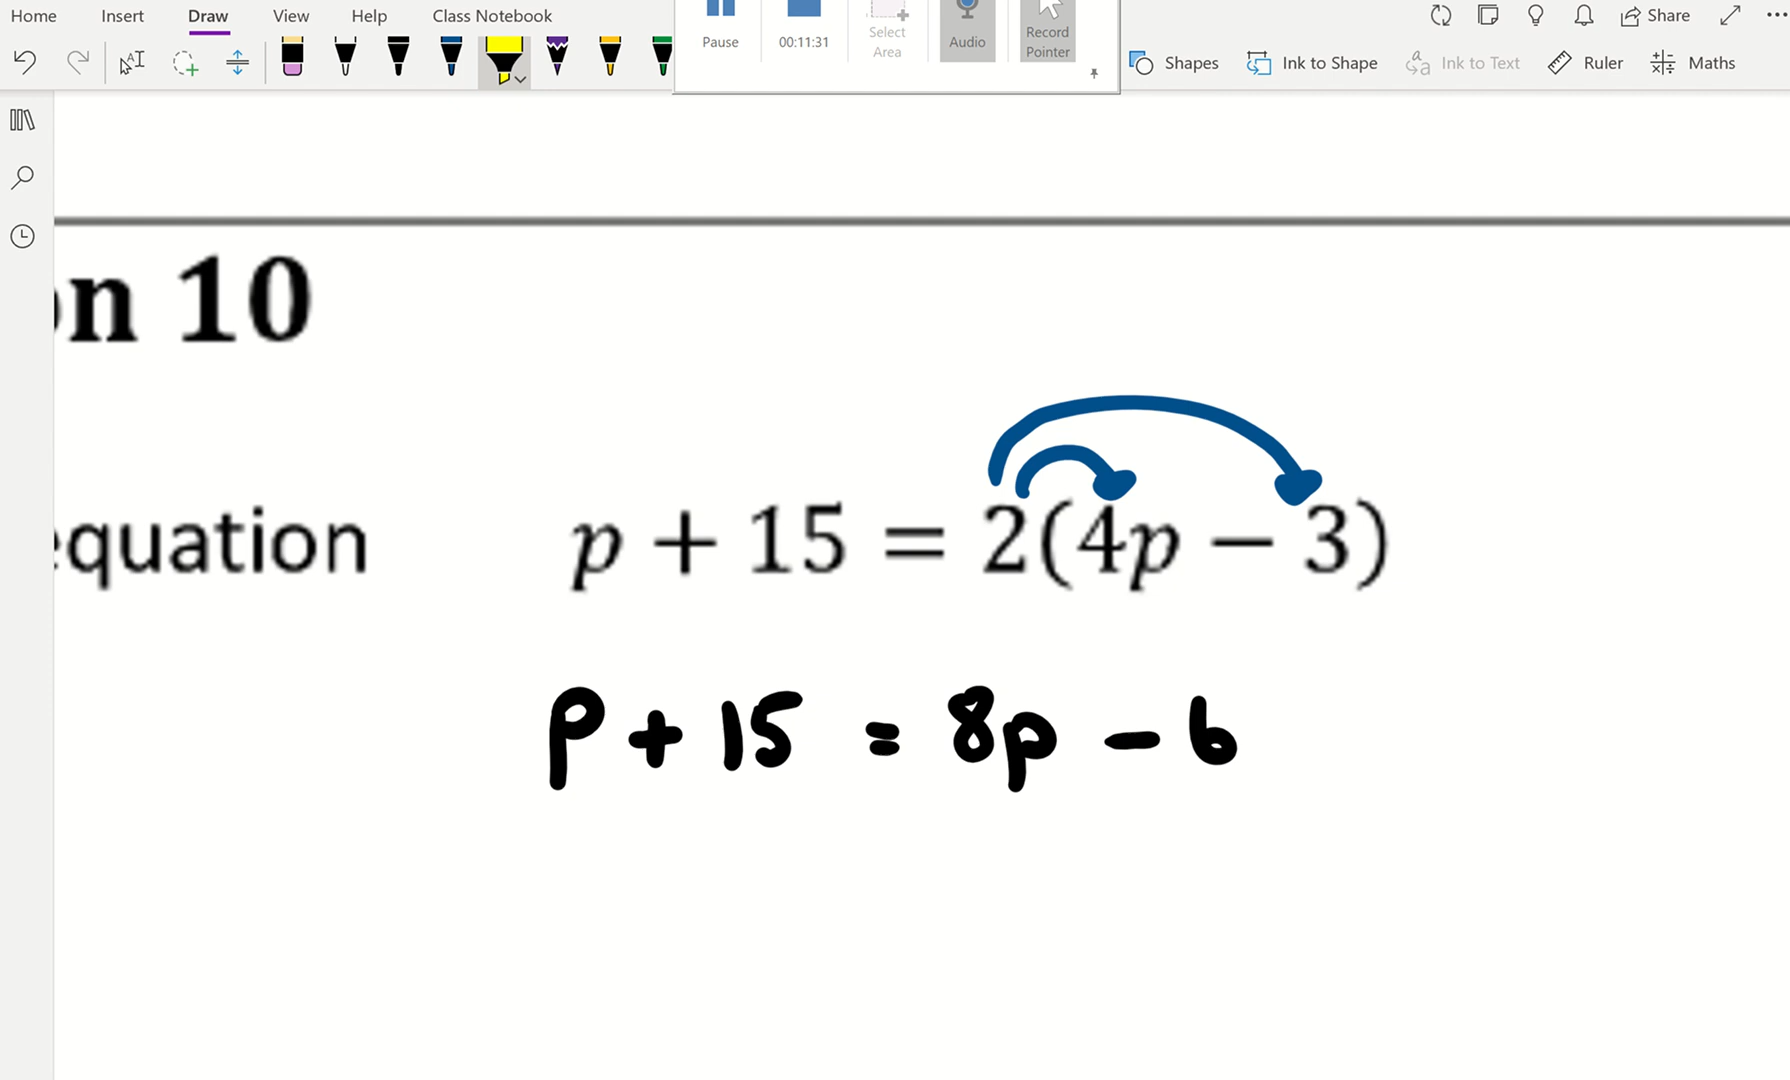 Home Insert Draw View Help Class Notebook Share
Pause 00:11:31 Select Area Audio Record Pointer
Shapes Ink to Shape Ink to Text Ruler Maths
n 10
equation p + 15 = 2(4p − 3)
p + 15 = 8p - 6